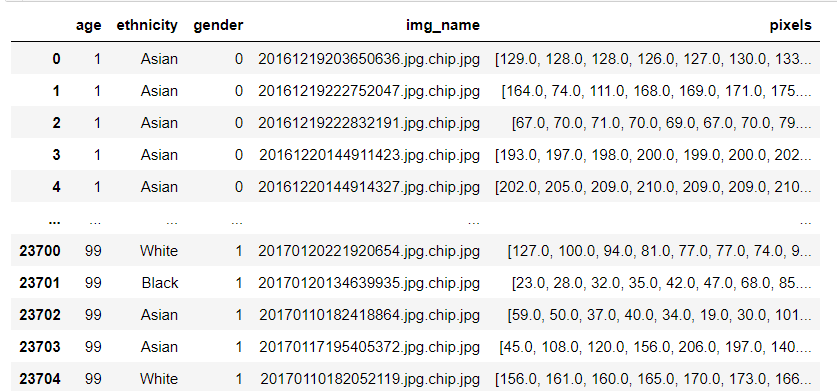 age ethnicity gender img_name pixels
0 1 Asian 0 20161219203650636.jpg.chip.jpg [129.0, 128.0, 128.0, 126.0, 127.0, 130.0, 133...
1 1 Asian 0 20161219222752047.jpg.chip.jpg [164.0, 74.0, 111.0, 168.0, 169.0, 171.0, 175....
2 1 Asian 0 20161219222832191.jpg.chip.jpg [67.0, 70.0, 71.0, 70.0, 69.0, 67.0, 70.0, 79....
3 1 Asian 0 20161220144911423.jpg.chip.jpg [193.0, 197.0, 198.0, 200.0, 199.0, 200.0, 202...
4 1 Asian 0 20161220144914327.jpg.chip.jpg [202.0, 205.0, 209.0, 210.0, 209.0, 209.0, 210...
... ... ... ... ... ...
23700 99 White 1 20170120221920654.jpg.chip.jpg [127.0, 100.0, 94.0, 81.0, 77.0, 77.0, 74.0, 9...
23701 99 Black 1 20170120134639935.jpg.chip.jpg [23.0, 28.0, 32.0, 35.0, 42.0, 47.0, 68.0, 85....
23702 99 Asian 1 20170110182418864.jpg.chip.jpg [59.0, 50.0, 37.0, 40.0, 34.0, 19.0, 30.0, 101...
23703 99 Asian 1 20170117195405372.jpg.chip.jpg [45.0, 108.0, 120.0, 156.0, 206.0, 197.0, 140....
23704 99 White 1 20170110182052119.jpg.chip.jpg [156.0, 161.0, 160.0, 165.0, 170.0, 173.0, 166...